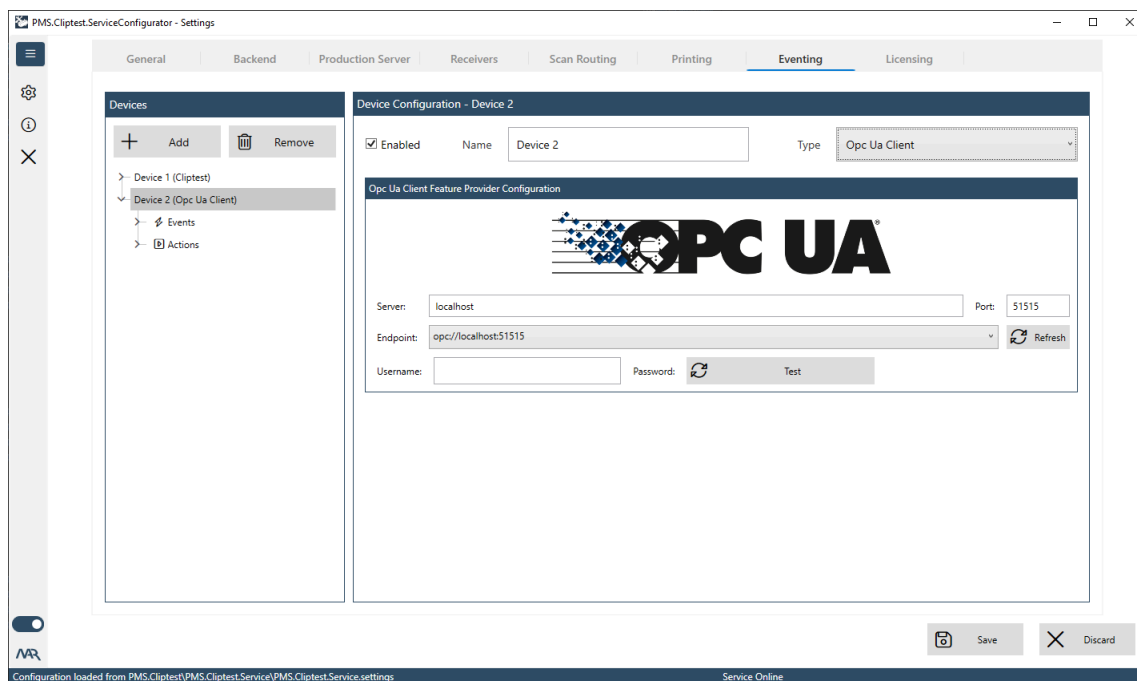 PMS.Cliptest.ServiceConfigurator - Settings
General Backend Production Server Receivers Scan Routing Printing Eventing Licensing
Devices
Add Remove
Device 1 (Cliptest)
Device 2 (Opc Ua Client)
Events
Actions
Device Configuration - Device 2
Enabled Name Device 2 Type Opc Ua Client
Opc Ua Client Feature Provider Configuration
OPC UA
Server: localhost Port: 51515
Endpoint: opc://localhost:51515 Refresh
Username: Password: Test
Save Discard
Configuration loaded from PMS.Cliptest\PMS.Cliptest.Service\PMS.Cliptest.Service.settings Service Online